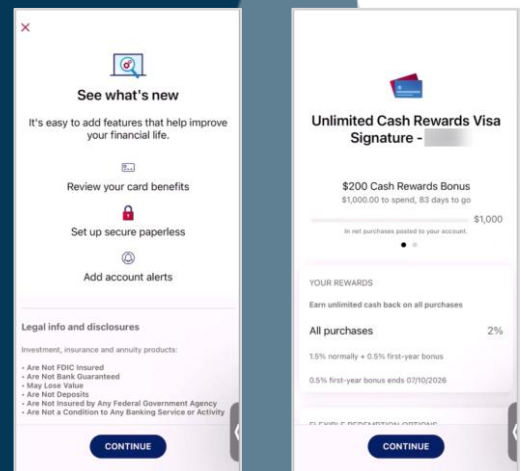 See what's new
It's easy to add features that help improve
your financial life.
Review your card benefits
Set up secure paperless
Add account alerts
Legal info and disclosures
Investment, insurance and annuity products:
- Are Not FDIC Insured
- Are Not Bank Guaranteed
- May Lose Value
- Are Not Deposits
- Are Not Insured by Any Federal Government Agency
- Are Not a Condition to Any Banking Service or Activity
CONTINUE
Unlimited Cash Rewards Visa
Signature -
$200 Cash Rewards Bonus
$1,000.00 to spend, 83 days to go
$1,000
In net purchases posted to your account.
YOUR REWARDS
Earn unlimited cash back on all purchases
All purchases 2%
1.5% normally + 0.5% first-year bonus
0.5% first-year bonus ends 07/10/2026
FLEXIBLE REDEMPTION OPTIONS
CONTINUE